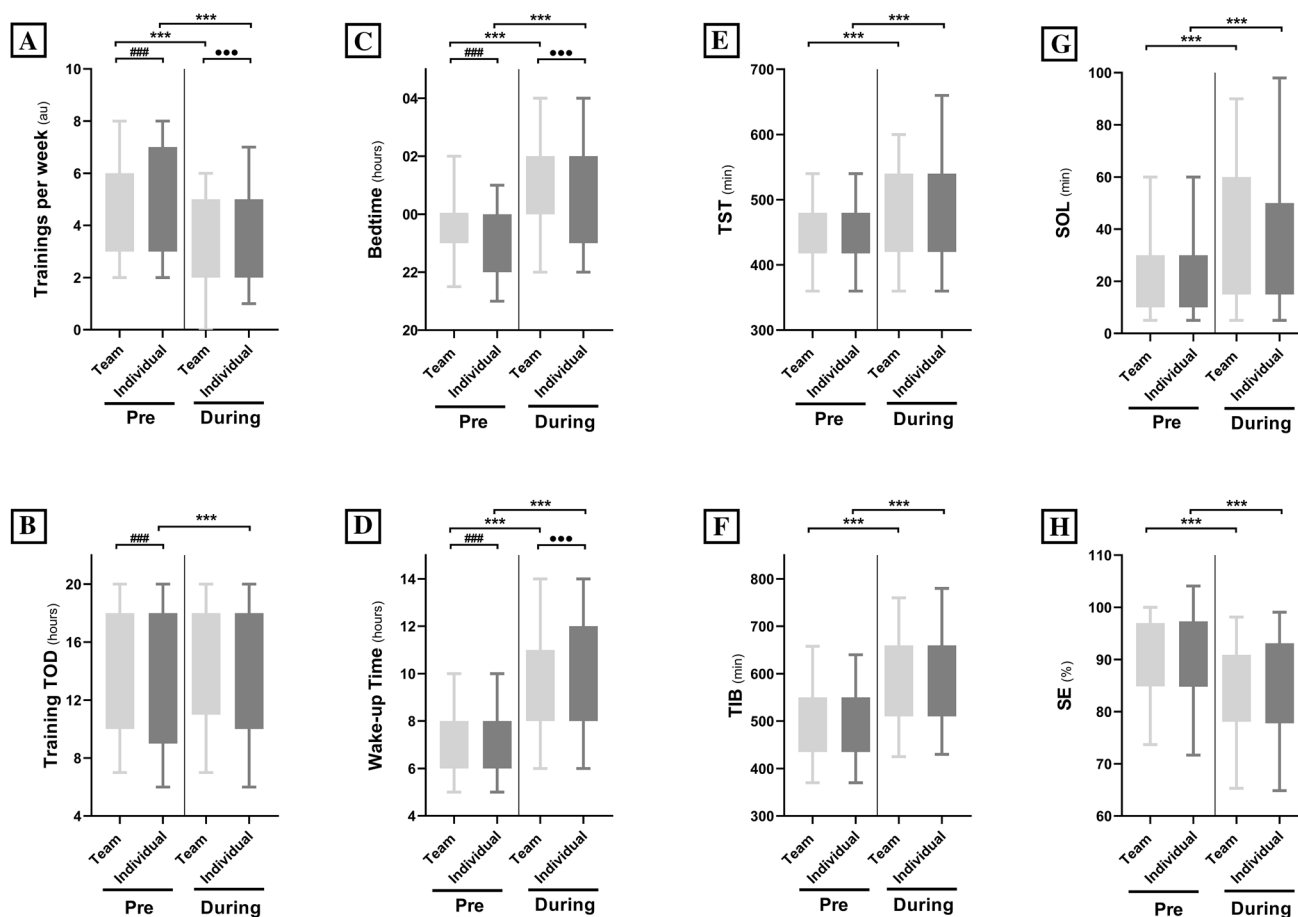 A
***
***
###
●●●
Trainings per week (au)
10
8
6
4
2
0
Team
Individual
Team
Individual
Pre
During
C
***
***
###
●●●
Bedtime (hours)
04
02
00
22
20
Team
Individual
Team
Individual
Pre
During
E
***
***
TST (min)
700
600
500
400
300
Team
Individual
Team
Individual
Pre
During
G
***
***
SOL (min)
100
80
60
40
20
0
Team
Individual
Team
Individual
Pre
During
B
***
###
Training TOD (hours)
20
16
12
8
4
Team
Individual
Team
Individual
Pre
During
D
***
***
###
●●●
Wake-up Time (hours)
14
12
10
8
6
4
Team
Individual
Team
Individual
Pre
During
F
***
***
TIB (min)
800
700
600
500
400
300
Team
Individual
Team
Individual
Pre
During
H
***
***
SE (%)
110
100
90
80
70
60
Team
Individual
Team
Individual
Pre
During